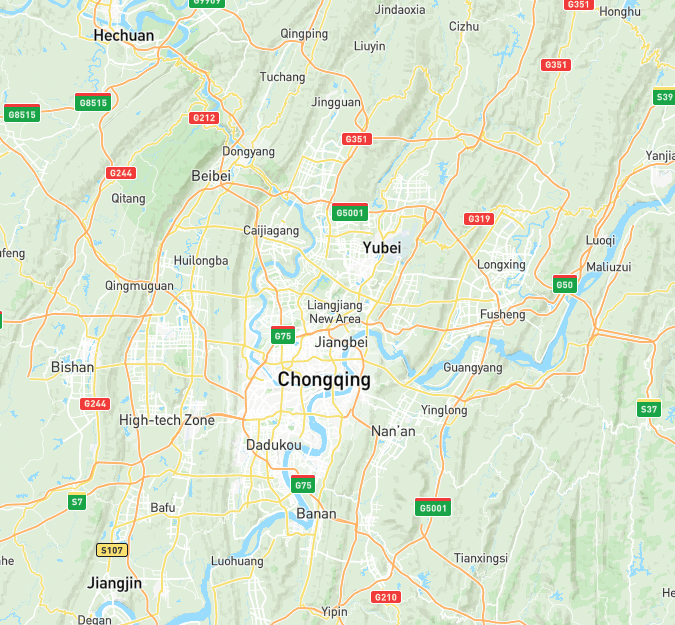 G9909
Jindaoxia
G351
Honghu
Hechuan
Qingping
Cizhu
Liuyin
G351
Tuchang
G8515
G8515
Jingguan
S39
G212
G351
Dongyang
Yanjia
G244
Beibei
Qitang
G5001
G319
Caijiagang
Yubei
Luoqi
Huilongba
Longxing
Maliuzui
Qingmuguan
G50
Liangjiang
New Area
Fusheng
G75
Jiangbei
Bishan
Guangyang
Chongqing
G244
Yinglong
S37
High-tech Zone
Nan'an
Dadukou
G75
S7
Bafu
Banan
G5001
S107
Luohuang
Tianxingsi
Jiangjin
G210
Yipin
Degan